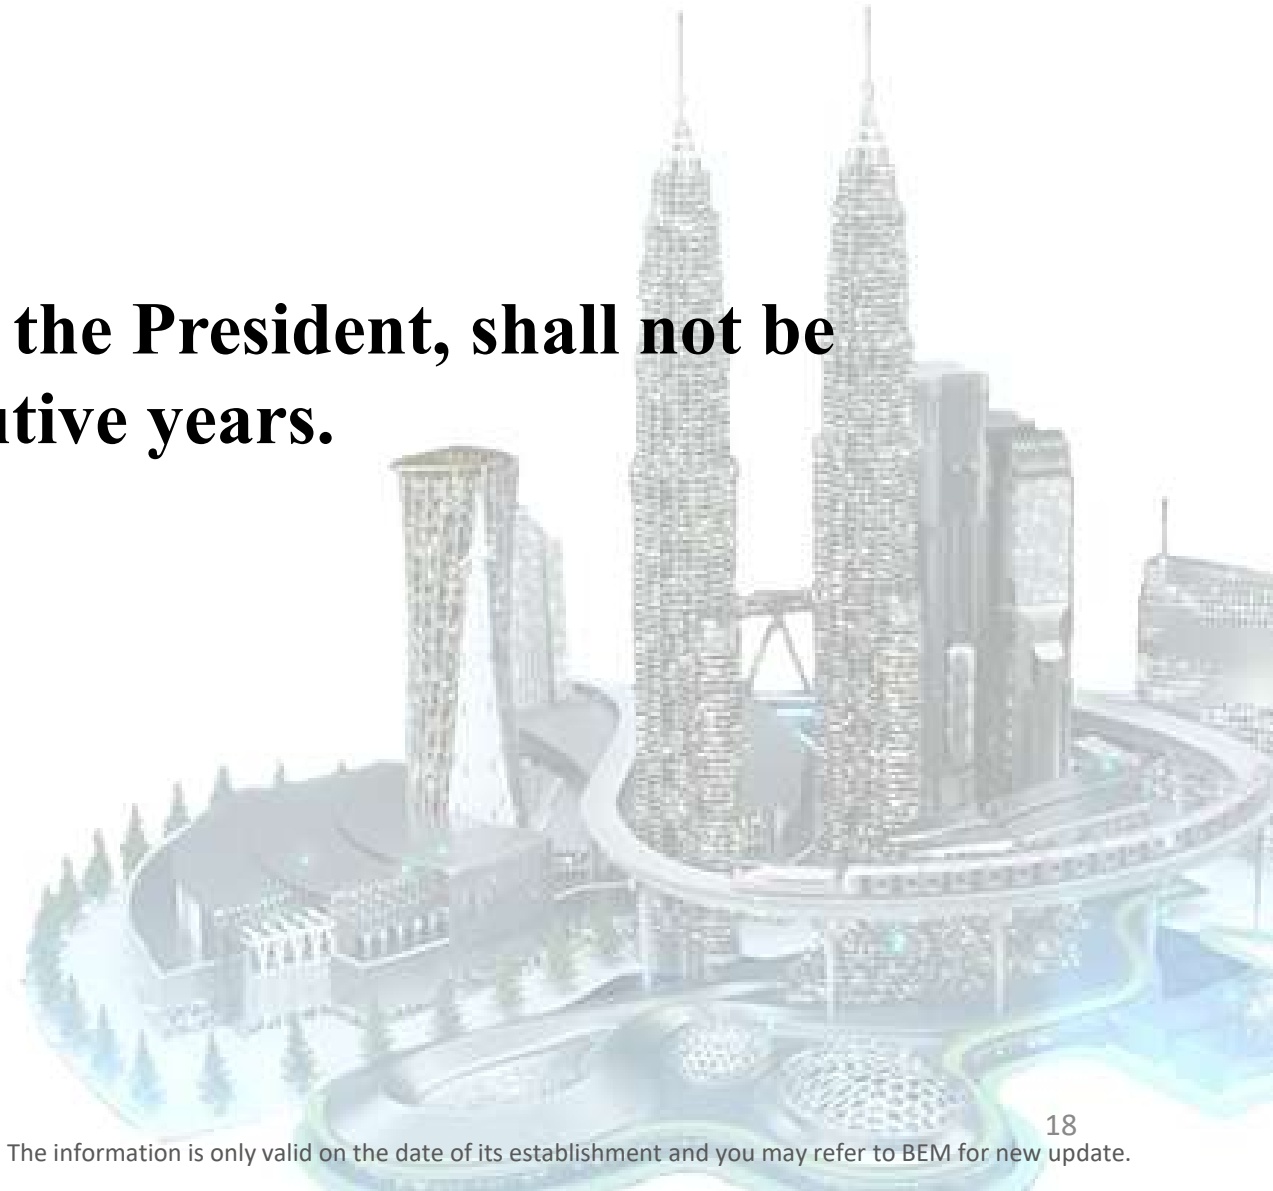 the President, shall not be
utive years.
18
The information is only valid on the date of its establishment and you may refer to BEM for new update.